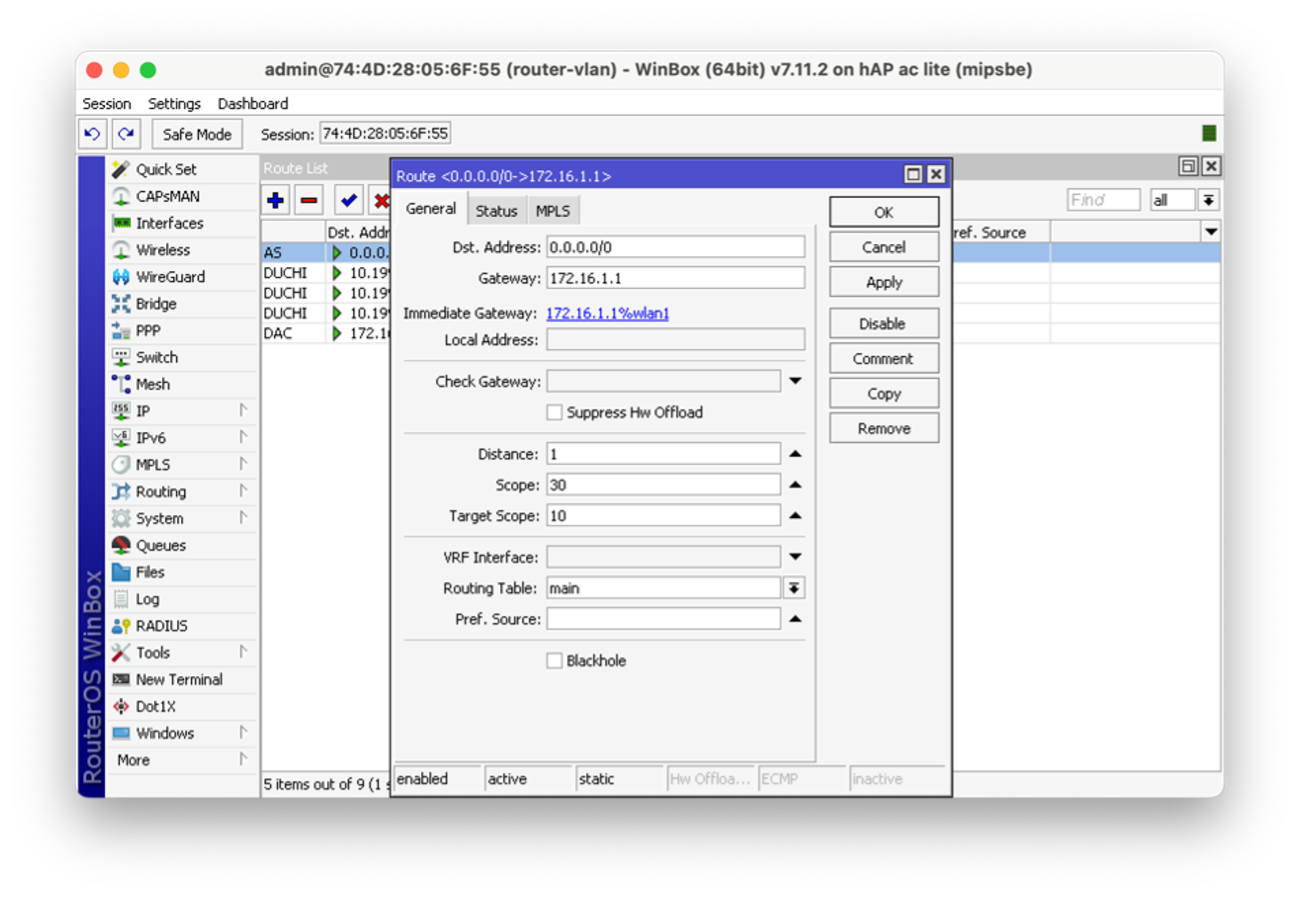 admin@74:4D:28:05:6F:55 (router-vlan) - WinBox (64bit) v7.11.2 on hAP ac lite (mipsbe)
Session Settings Dashboard
Safe Mode Session: 74:4D:28:05:6F:55
RouterOS WinBox
Quick Set
CAPsMAN
Interfaces
Wireless
WireGuard
Bridge
PPP
Switch
Mesh
IP
IPv6
MPLS
Routing
System
Queues
Files
Log
RADIUS
Tools
New Terminal
Dot1X
Windows
More
Route List
Find all
Dst. Addr
ref. Source
AS 0.0.0.
DUCHI 10.19
DUCHI 10.19
DUCHI 10.19
DAC 172.1
5 items out of 9 (1 s
Route <0.0.0.0/0->172.16.1.1>
General Status MPLS
Dst. Address: 0.0.0.0/0
Gateway: 172.16.1.1
Immediate Gateway: 172.16.1.1%wlan1
Local Address:
Check Gateway:
Suppress Hw Offload
Distance: 1
Scope: 30
Target Scope: 10
VRF Interface:
Routing Table: main
Pref. Source:
Blackhole
OK
Cancel
Apply
Disable
Comment
Copy
Remove
enabled active static Hw Offloa... ECMP inactive